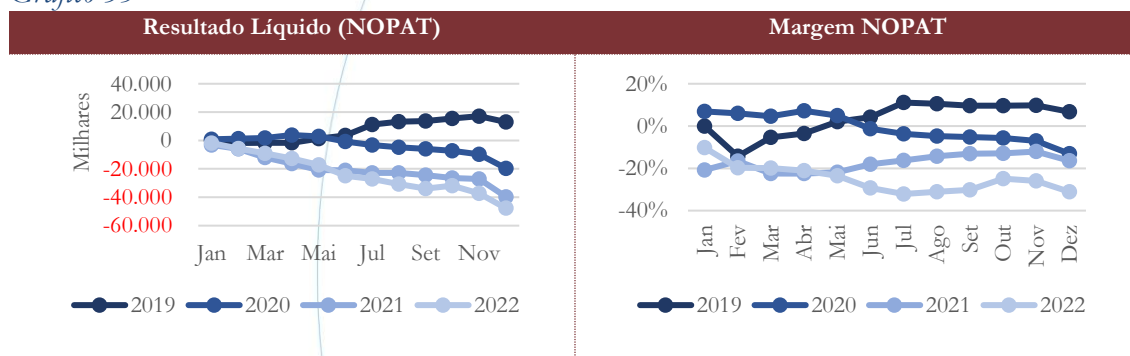 Resultado Líquido (NOPAT)
Margem NOPAT
Milhares
40.000
20.000
0
-20.000
-40.000
-60.000
Jan Mar Mai Jul Set Nov
2019 2020 2021 2022
20%
0%
-20%
-40%
Jan Fev Mar Abr Mai Jun Jul Ago Set Out Nov Dez
2019 2020 2021 2022